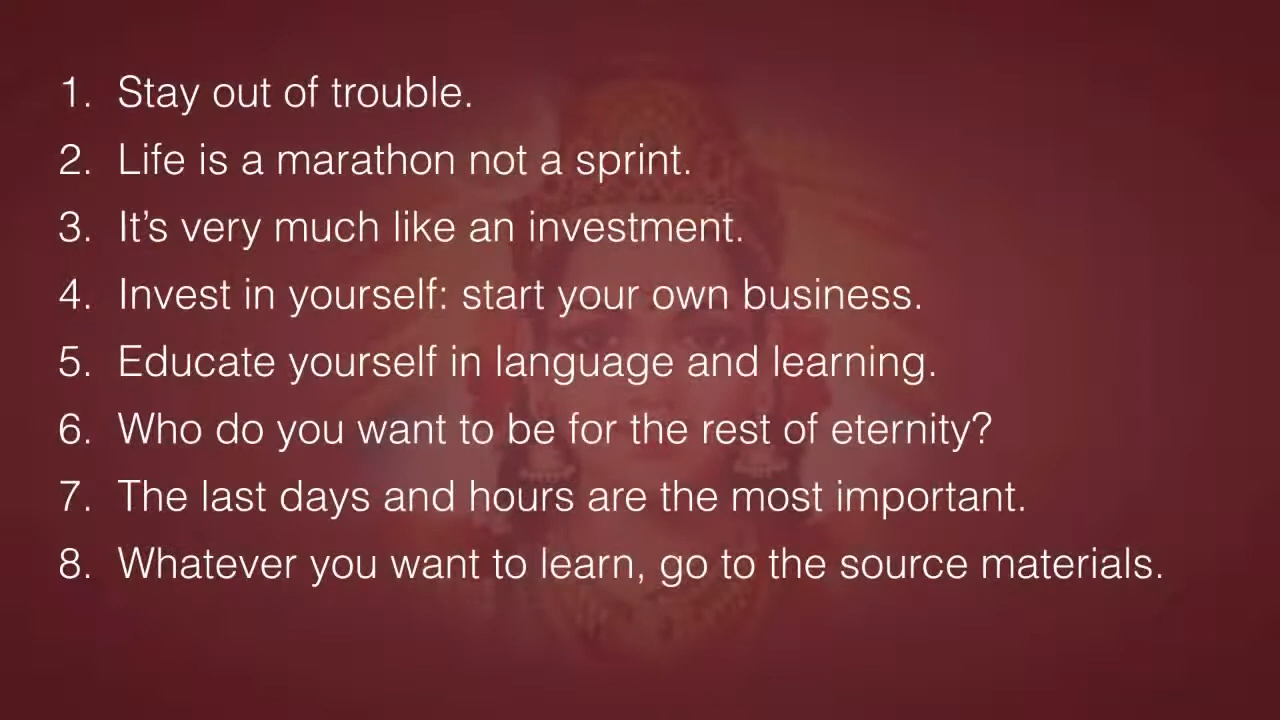 1. Stay out of trouble.
2. Life is a marathon not a sprint.
3. It’s very much like an investment.
4. Invest in yourself: start your own business.
5. Educate yourself in language and learning.
6. Who do you want to be for the rest of eternity?
7. The last days and hours are the most important.
8. Whatever you want to learn, go to the source materials.